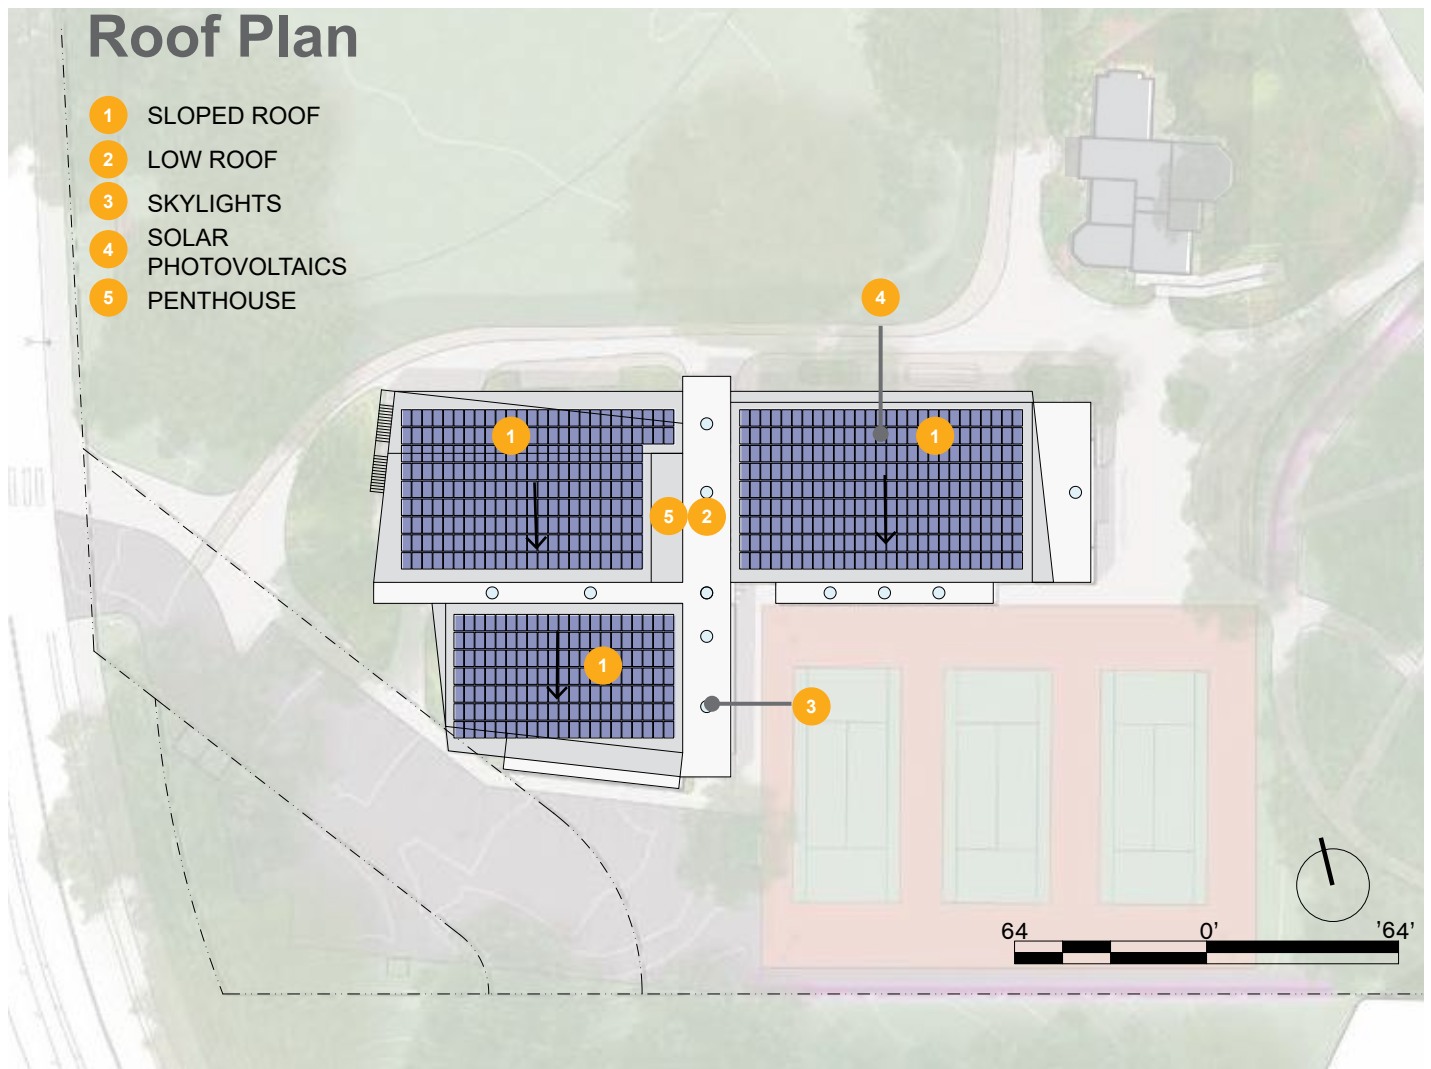 Roof Plan
1 SLOPED ROOF
2 LOW ROOF
3 SKYLIGHTS
4 SOLAR
PHOTOVOLTAICS
5 PENTHOUSE
4
1
1
5 2
1
3
64 0' '64'